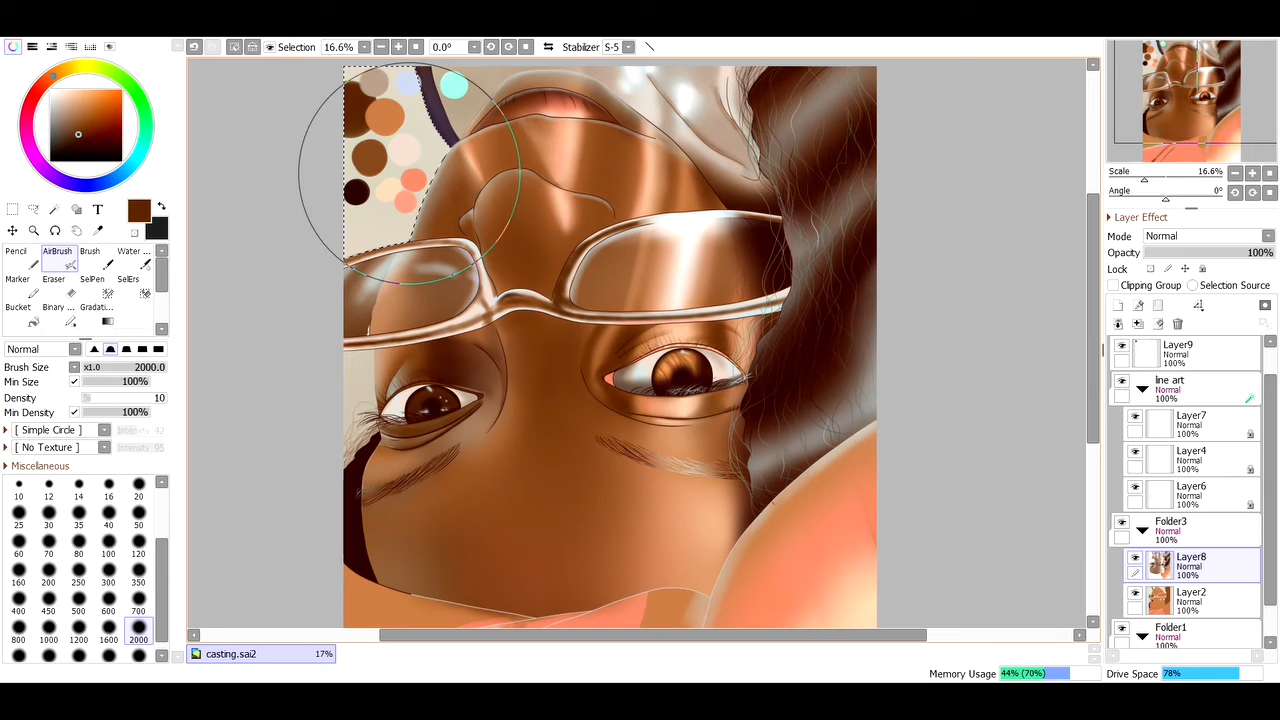 Selection 16.6% 0.0° Stabilizer S-5
T
Pencil AirBrush Brush Water ...
Marker Eraser SelPen SelErs
Bucket Binary ... Gradati...
Normal
Brush Size x1.0 2000.0
Min Size 100%
Density 10
Min Density 100%
[ Simple Circle ] Intensity 42
[ No Texture ] Intensity 95
Miscellaneous
10 12 14 16 20
25 30 35 40 50
60 70 80 100 120
160 200 250 300 350
400 450 500 600 700
800 1000 1200 1600 2000
casting.sai2 17%
Memory Usage 44% (70%) Drive Space 78%
Scale 16.6%
Angle 0°
Layer Effect
Mode Normal
Opacity 100%
Lock
Clipping Group Selection Source
Layer9
Normal
100%
line art
Normal
100%
Layer7
Normal
100%
Layer4
Normal
100%
Layer6
Normal
100%
Folder3
Normal
100%
Layer8
Normal
100%
Layer2
Normal
100%
Folder1
Normal
100%